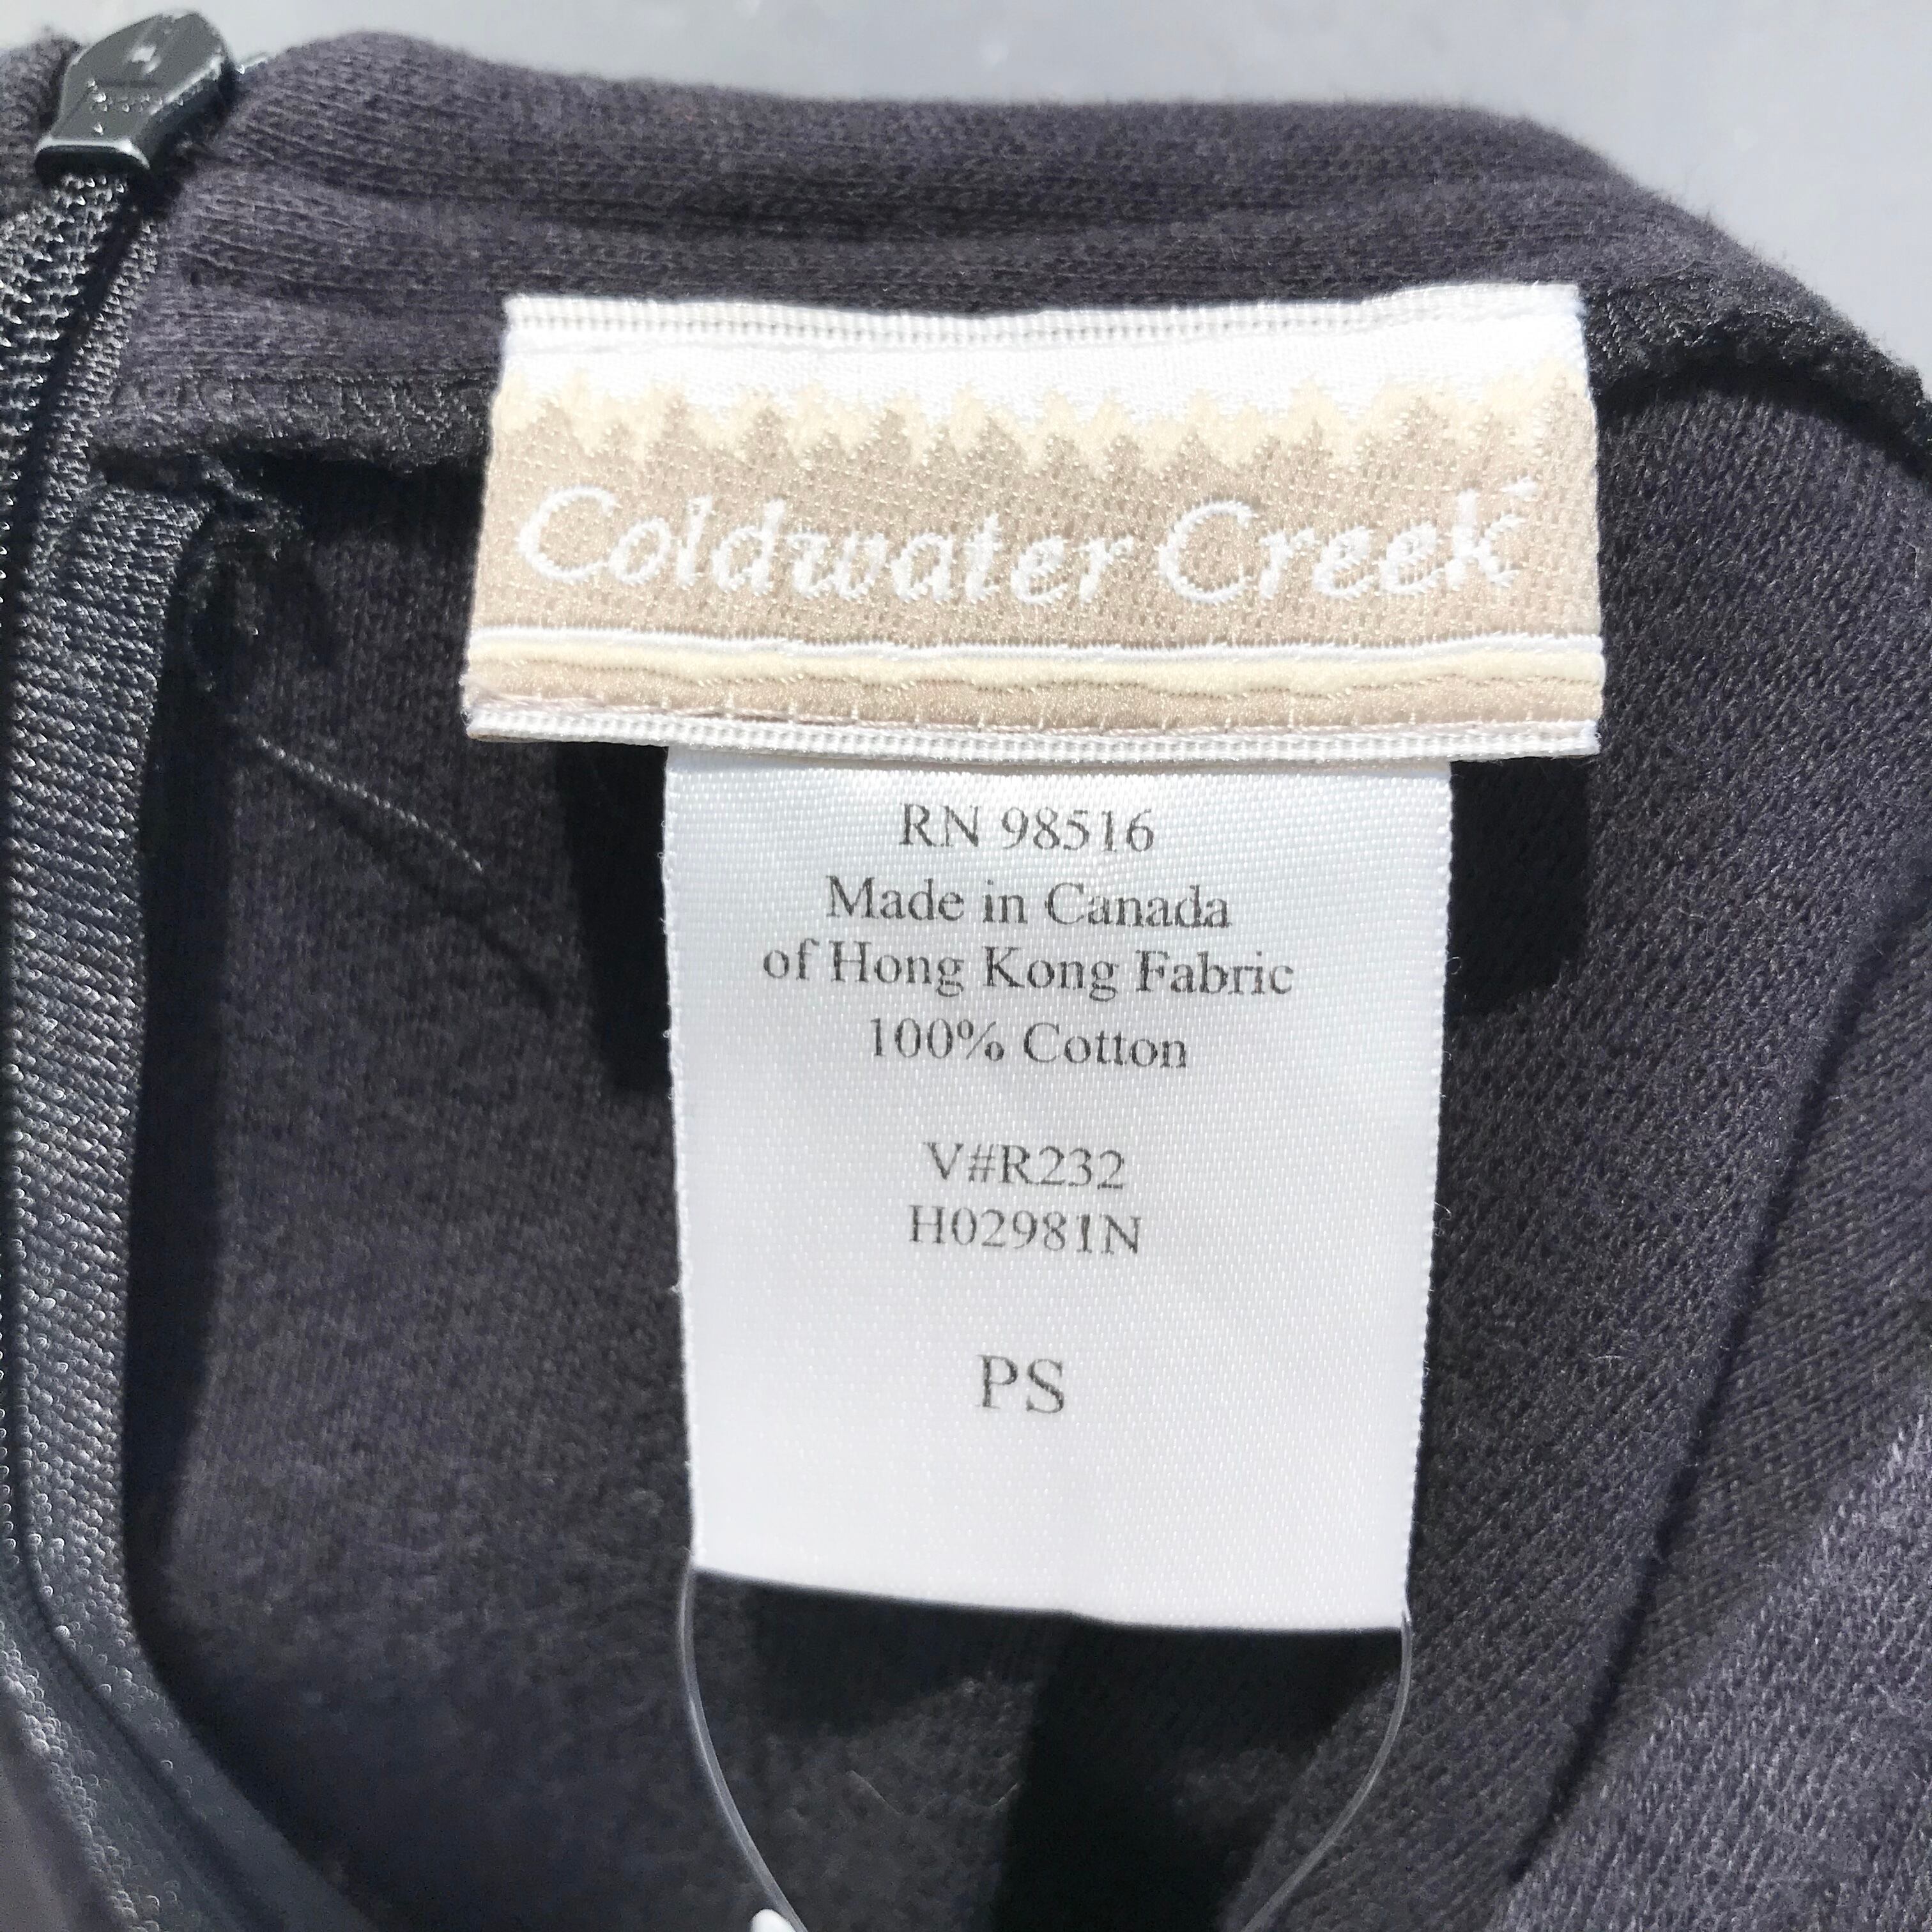 Coldwater Creek
RN 98516
Made in Canada
of Hong Kong Fabric
100% Cotton
V#R232
H02981N
PS